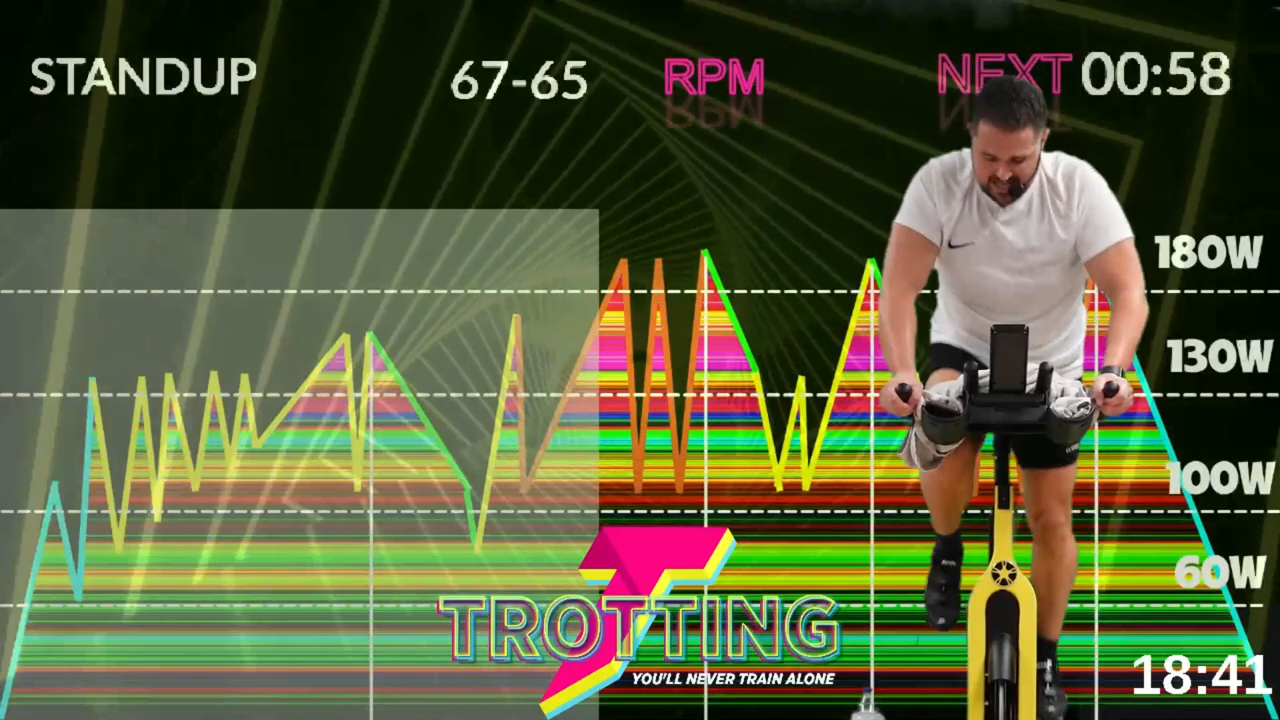 STANDUP
67-65
RPM
NEXT 00:58
180W
130W
100W
60W
TROTTING
YOU'LL NEVER TRAIN ALONE
18:41